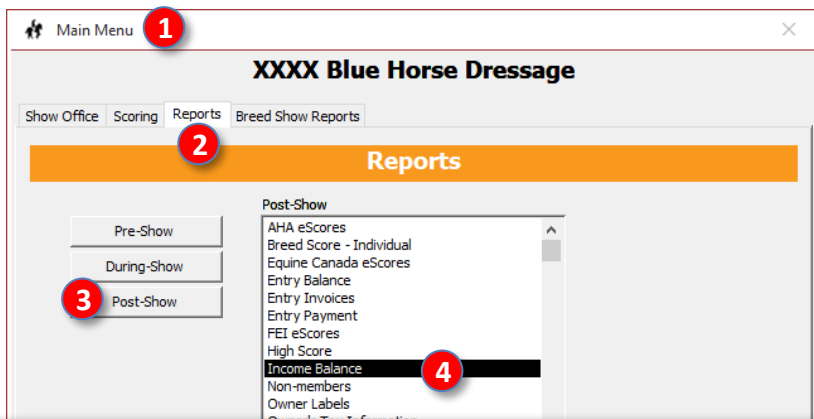 Main Menu 1
XXXX Blue Horse Dressage
Show Office Scoring Reports Breed Show Reports
2
Reports
Post-Show
Pre-Show
During-Show
3 Post-Show
AHA eScores
Breed Score - Individual
Equine Canada eScores
Entry Balance
Entry Invoices
Entry Payment
FEI eScores
High Score
Income Balance 4
Non-members
Owner Labels